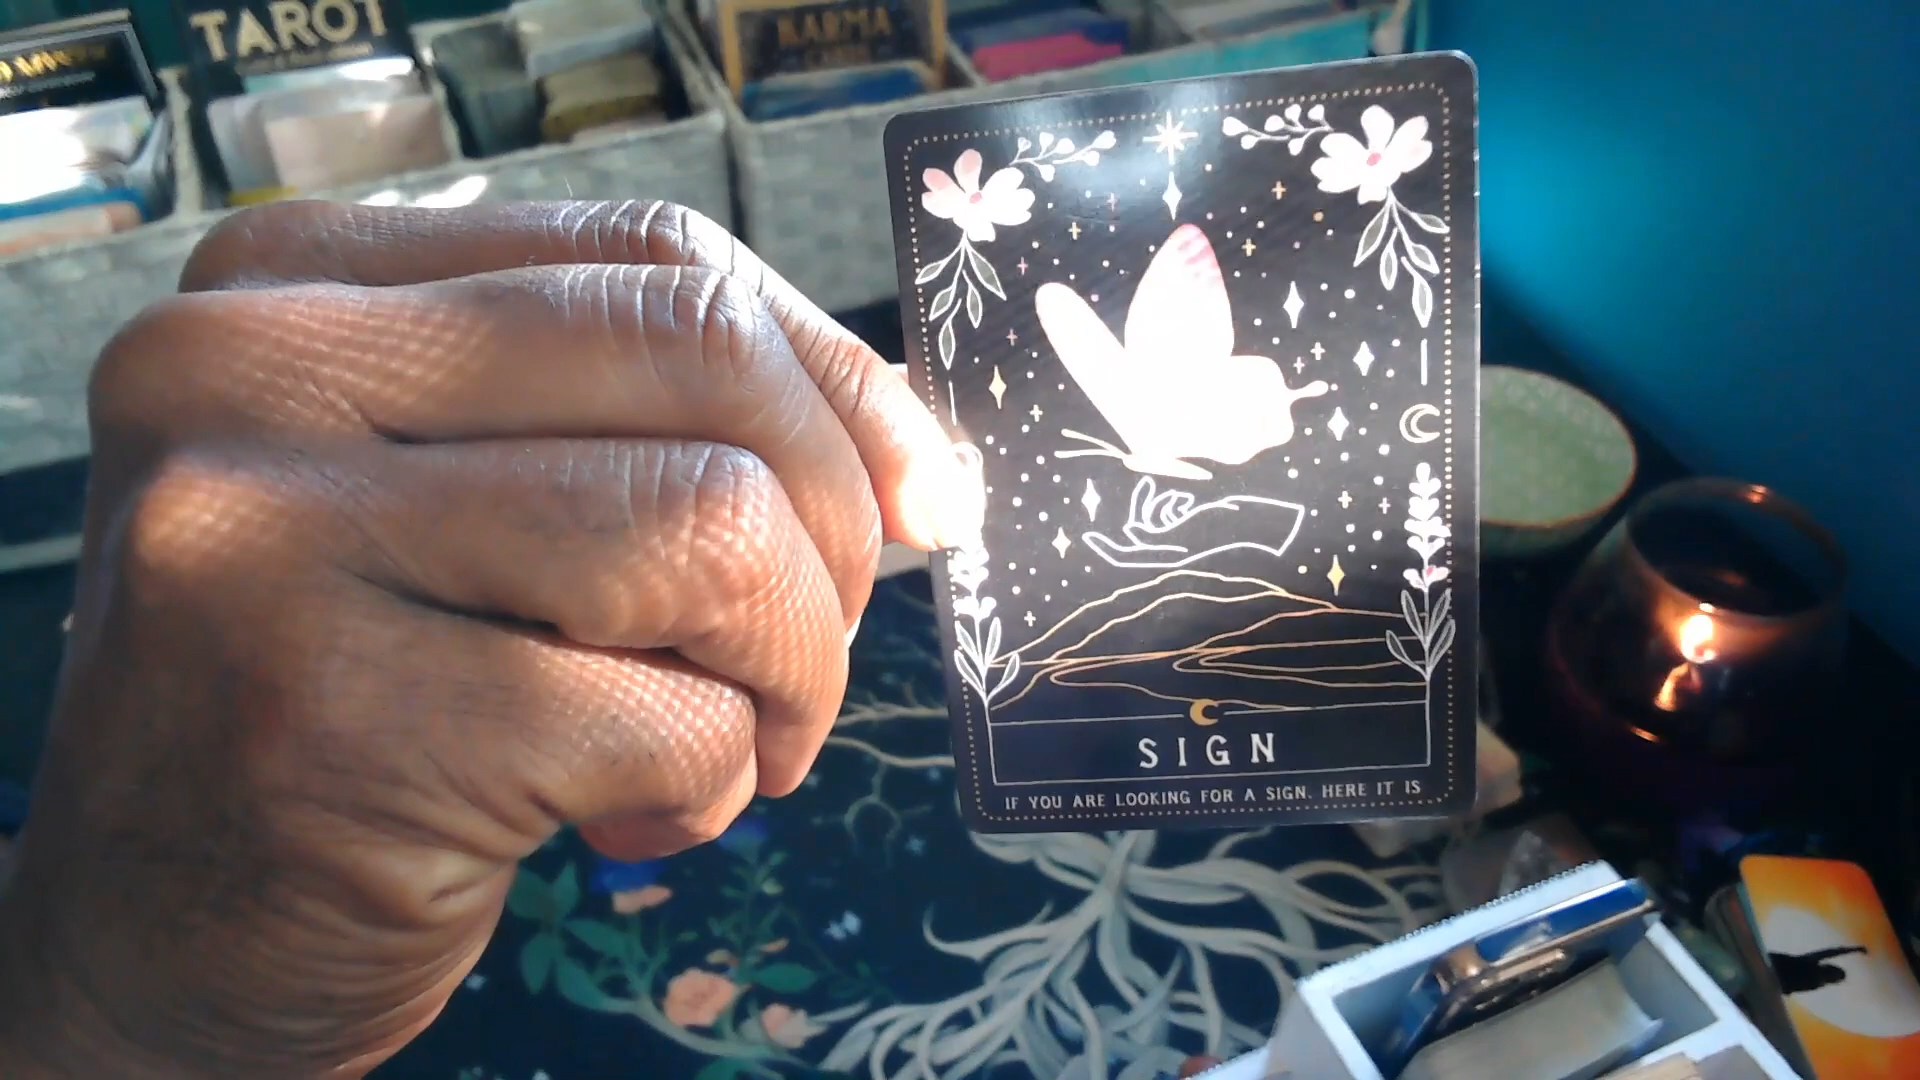 TAROT
KARMA
SIGN
IF YOU ARE LOOKING FOR A SIGN. HERE IT IS